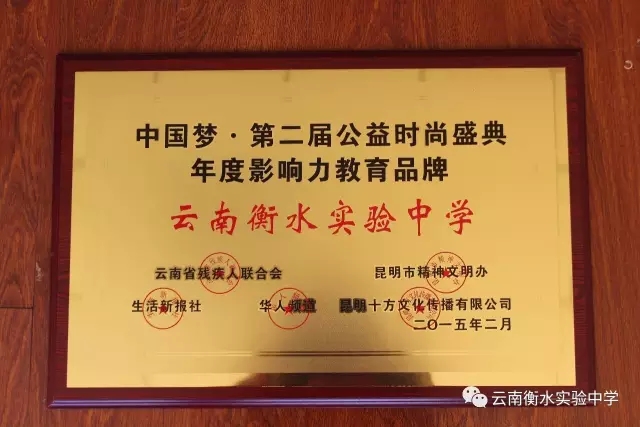 中国梦·第二届公益时尚盛典
年度影响力教育品牌
云南衡水实验中学
云南省残疾人联合会 昆明市精神文明办
生活新报社 华人频道 昆明十方文化传播有限公司
二〇一五年二月
云南衡水实验中学